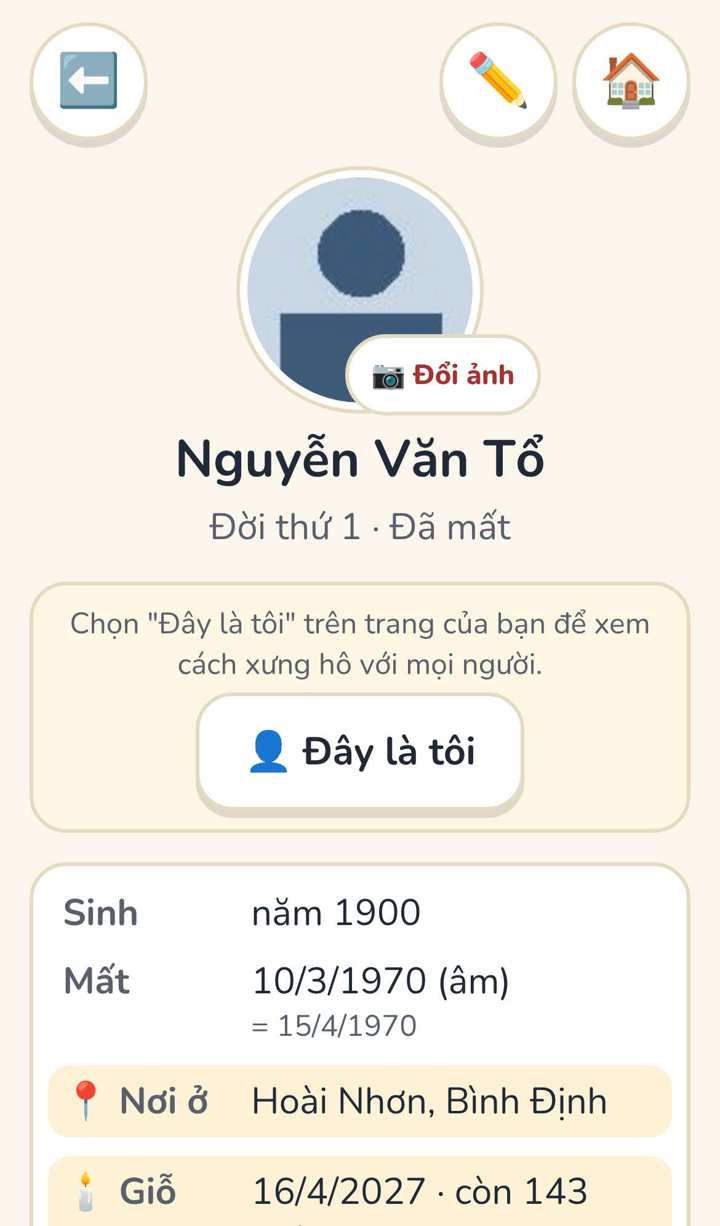 Đổi ảnh
Nguyễn Văn Tổ
Đời thứ 1 · Đã mất
Chọn "Đây là tôi" trên trang của bạn để xem
cách xưng hô với mọi người.
Đây là tôi
Sinh năm 1900
Mất 10/3/1970 (âm)
= 15/4/1970
Nơi ở Hoài Nhơn, Bình Định
Giỗ 16/4/2027 · còn 143